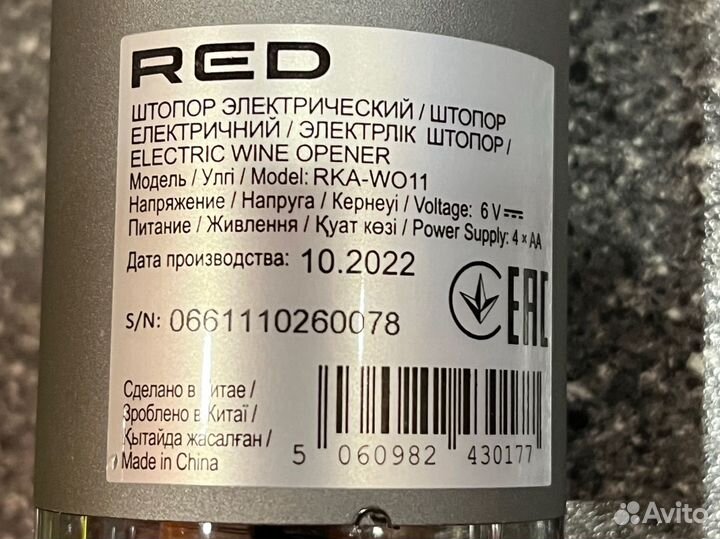 RED
ШТОПОР ЭЛЕКТРИЧЕСКИЙ / ШТОПОР
ЕЛЕКТРИЧНИЙ / ЭЛЕКТРЛІК ШТОПОР /
ELECTRIC WINE OPENER
Модель / Улгі / Model: RKA-WO11
Напряжение / Напруга / Кернеуі / Voltage: 6 V
Питание / Живлення / Қуат көзі / Power Supply: 4 × AA
Дата производства: 10.2022
S/N: 0661110260078
EAC
Сделано в Китае /
Зроблено в Китаї /
Қытайда жасалған /
Made in China
5 060982 430177
Avito